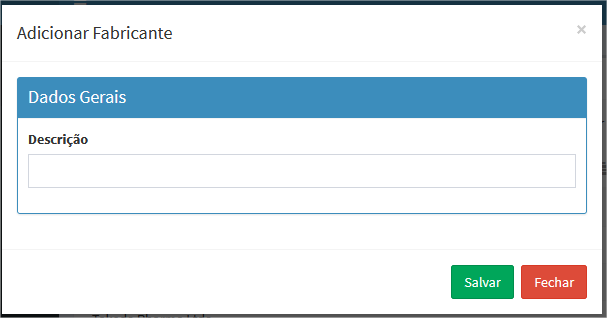 Adicionar Fabricante
×
Dados Gerais
Descrição
Salvar
Fechar